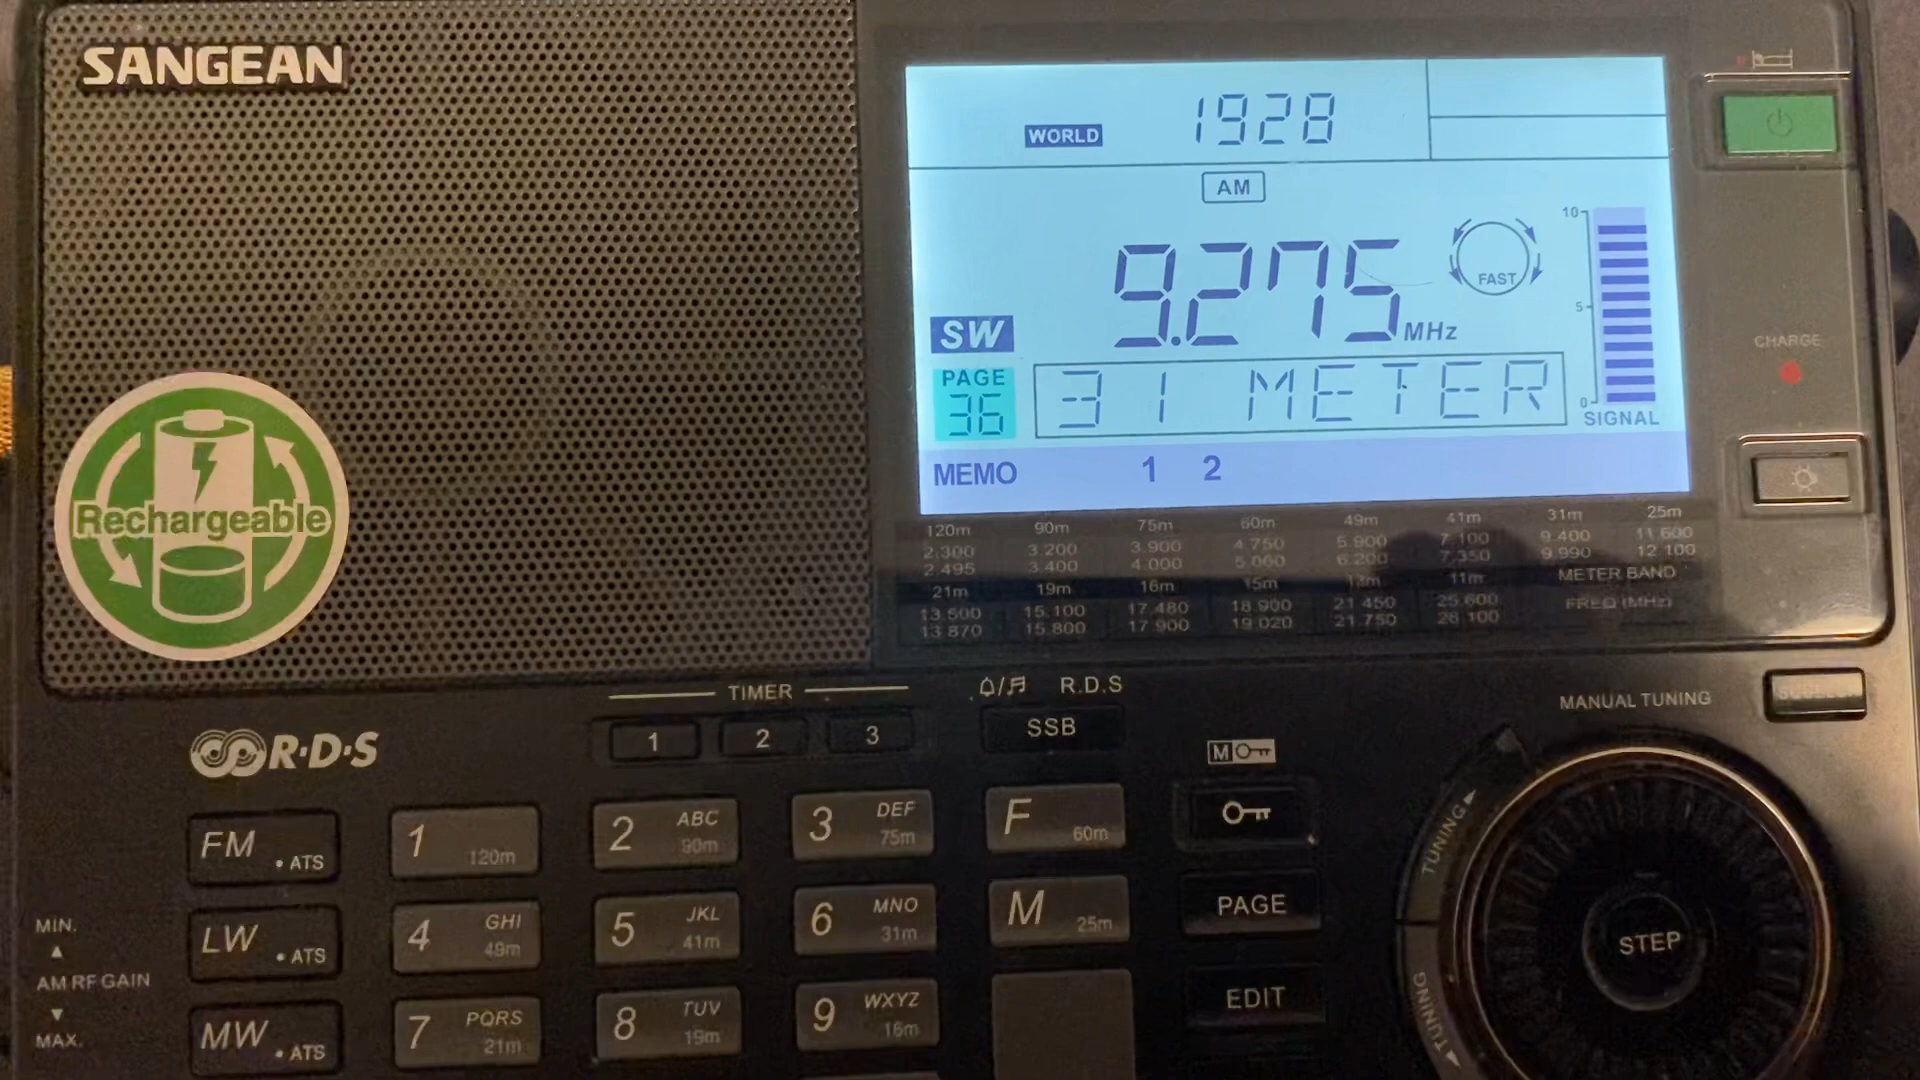 SANGEAN
WORLD
1928
AM
9.275 MHz
FAST
10
5
0
SIGNAL
SW
PAGE
36
31 METER
MEMO 1 2
CHARGE
120m 90m 75m 60m 49m 41m 31m 25m
2.300 3.200 3.900 4.750 5.900 7.100 9.400 11.600
2.495 3.400 4.000 5.060 6.200 7.350 9.990 12.100
21m 19m 16m 15m 13m 11m METER BAND
13.500 15.100 17.480 18.900 21.450 25.600 FREQ (MHz)
13.870 15.800 17.900 19.020 21.750 26.100
Rechargeable
TIMER
1 2 3
R.D.S
SSB
R·D·S
MANUAL TUNING
M
FM • ATS
1 120m
2 ABC 90m
3 DEF 75m
F 60m
TUNING
LW • ATS
4 GHI 49m
5 JKL 41m
6 MNO 31m
M 25m
PAGE
STEP
MIN.
AM RF GAIN
MAX.
MW • ATS
7 PQRS 21m
8 TUV 19m
9 WXYZ 16m
EDIT
TUNING